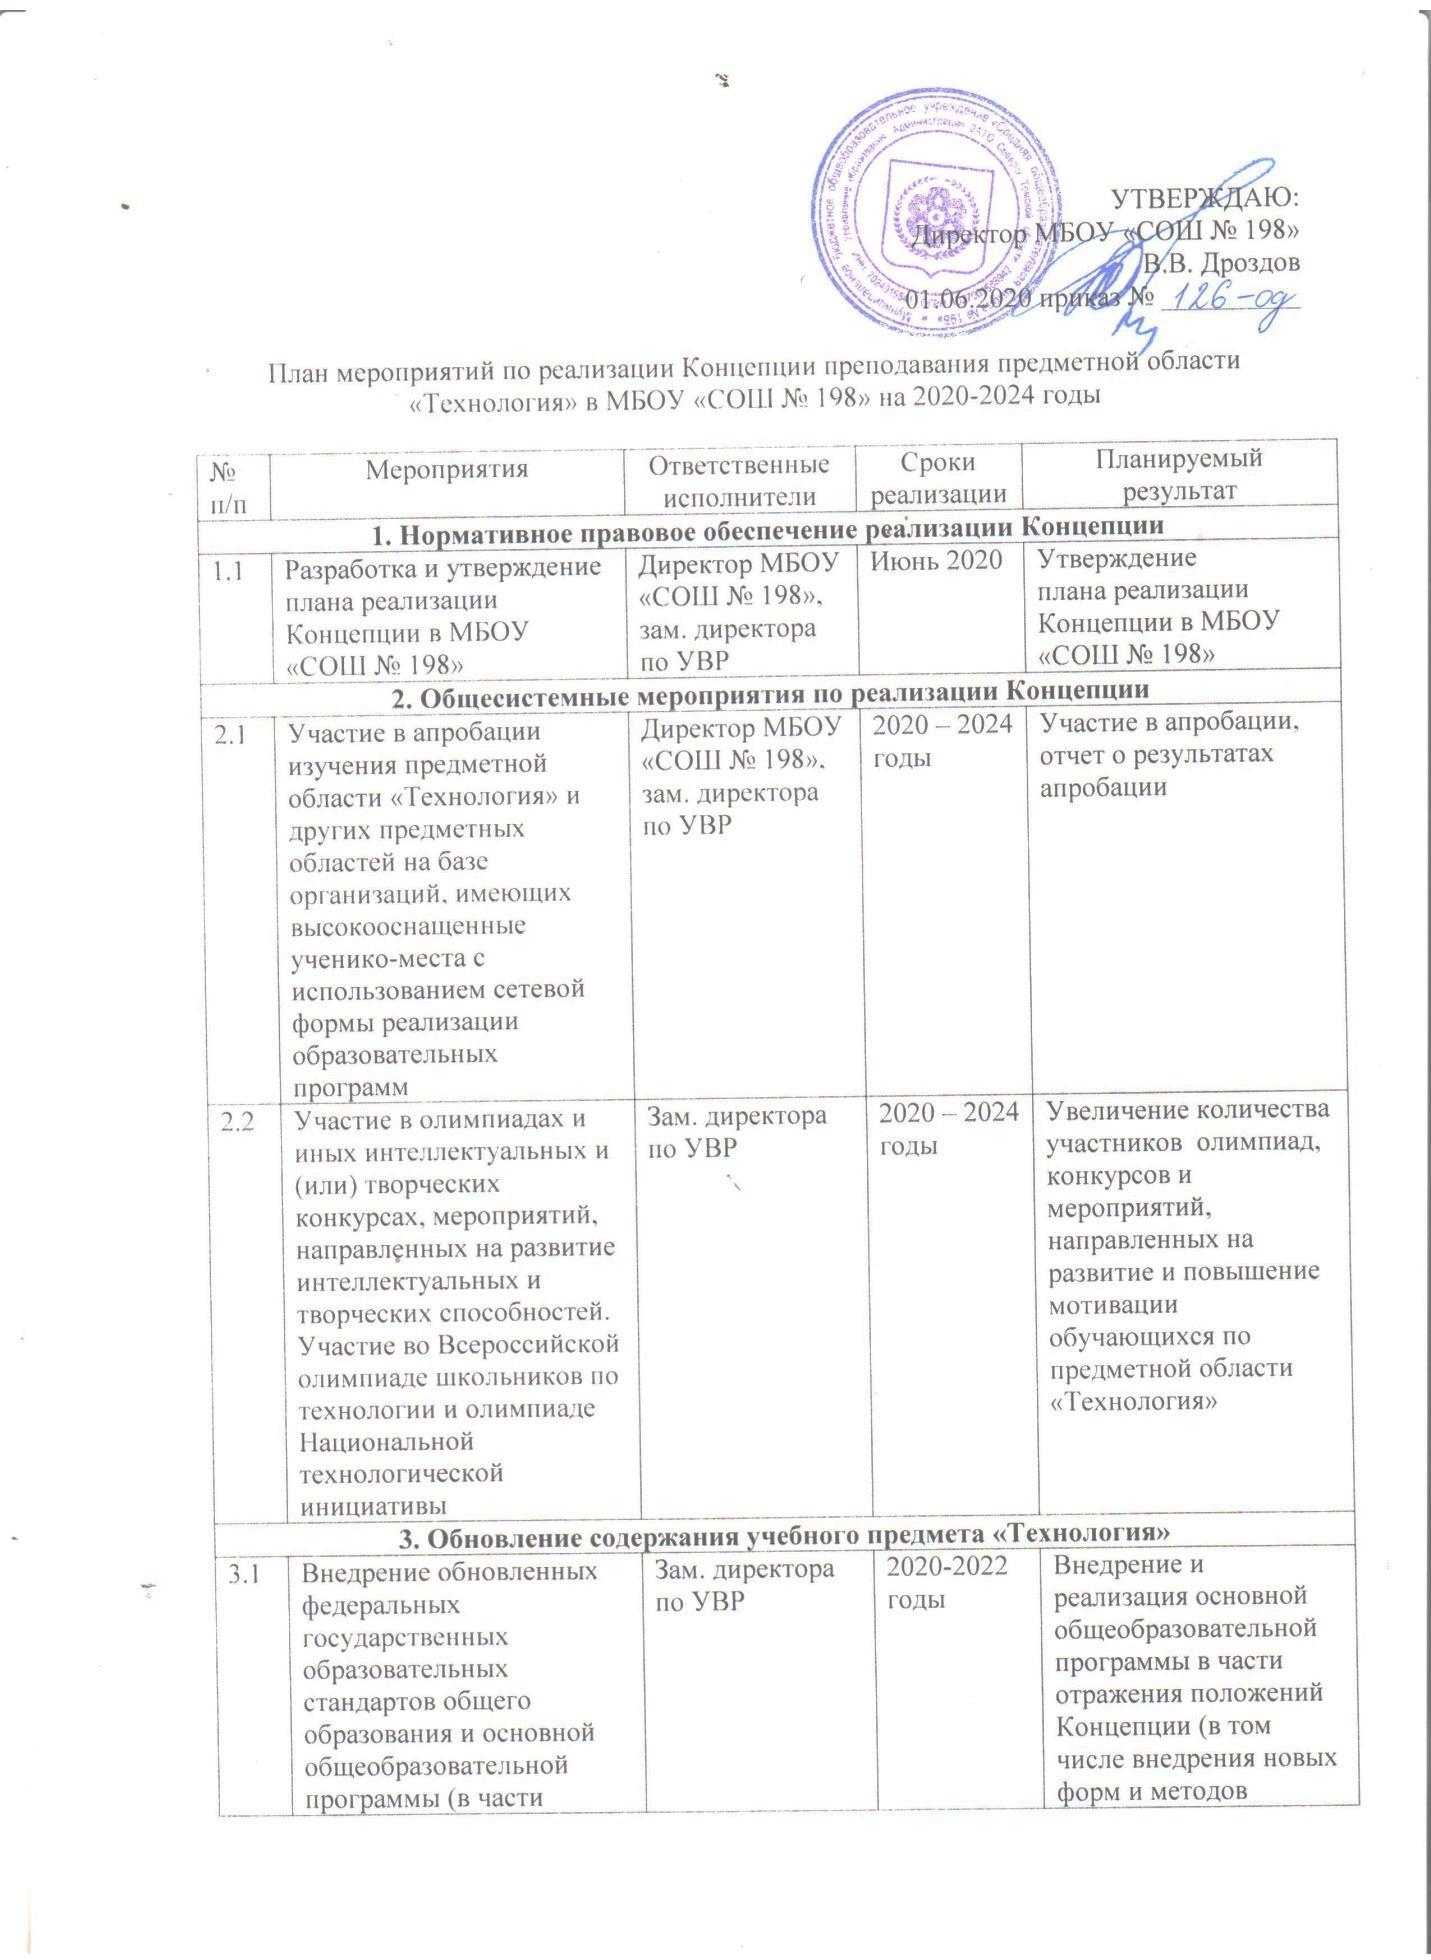 УТВЕРЖДАЮ:
Директор МБОУ «СОШ № 198»
В.В. Дроздов
01.06.2020 приказ № 126-од
План мероприятий по реализации Концепции преподавания предметной области
«Технология» в МБОУ «СОШ № 198» на 2020-2024 годы
№
п/п
Мероприятия
Ответственные
исполнители
Сроки
реализации
Планируемый
результат
1. Нормативное правовое обеспечение реализации Концепции
1.1
Разработка и утверждение
плана реализации
Концепции в МБОУ
«СОШ № 198»
Директор МБОУ
«СОШ № 198»,
зам. директора
по УВР
Июнь 2020
Утверждение
плана реализации
Концепции в МБОУ
«СОШ № 198»
2. Общесистемные мероприятия по реализации Концепции
2.1
Участие в апробации
изучения предметной
области «Технология» и
других предметных
областей на базе
организаций, имеющих
высокооснащенные
ученико-места с
использованием сетевой
формы реализации
образовательных
программ
Директор МБОУ
«СОШ № 198»,
зам. директора
по УВР
2020 – 2024
годы
Участие в апробации,
отчет о результатах
апробации
2.2
Участие в олимпиадах и
иных интеллектуальных и
(или) творческих
конкурсах, мероприятий,
направленных на развитие
интеллектуальных и
творческих способностей.
Участие во Всероссийской
олимпиаде школьников по
технологии и олимпиаде
Национальной
технологической
инициативы
Зам. директора
по УВР
2020 – 2024
годы
Увеличение количества
участников олимпиад,
конкурсов и
мероприятий,
направленных на
развитие и повышение
мотивации
обучающихся по
предметной области
«Технология»
3. Обновление содержания учебного предмета «Технология»
3.1
Внедрение обновленных
федеральных
государственных
образовательных
стандартов общего
образования и основной
общеобразовательной
программы (в части
Зам. директора
по УВР
2020-2022
годы
Внедрение и
реализация основной
общеобразовательной
программы в части
отражения положений
Концепции (в том
числе внедрения новых
форм и методов